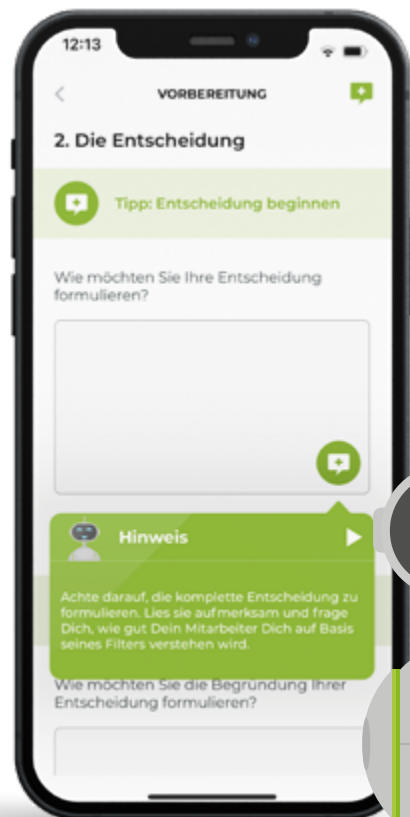 12:13
VORBEREITUNG
2. Die Entscheidung
Tipp: Entscheidung beginnen
Wie möchten Sie Ihre Entscheidung
formulieren?
Hinweis
Achte darauf, die komplette Entscheidung zu
formulieren. Lies sie aufmerksam und frage
Dich, wie gut Dein Mitarbeiter Dich auf Basis
seines Filters verstehen wird.
Wie möchten Sie die Begründung Ihrer
Entscheidung formulieren?